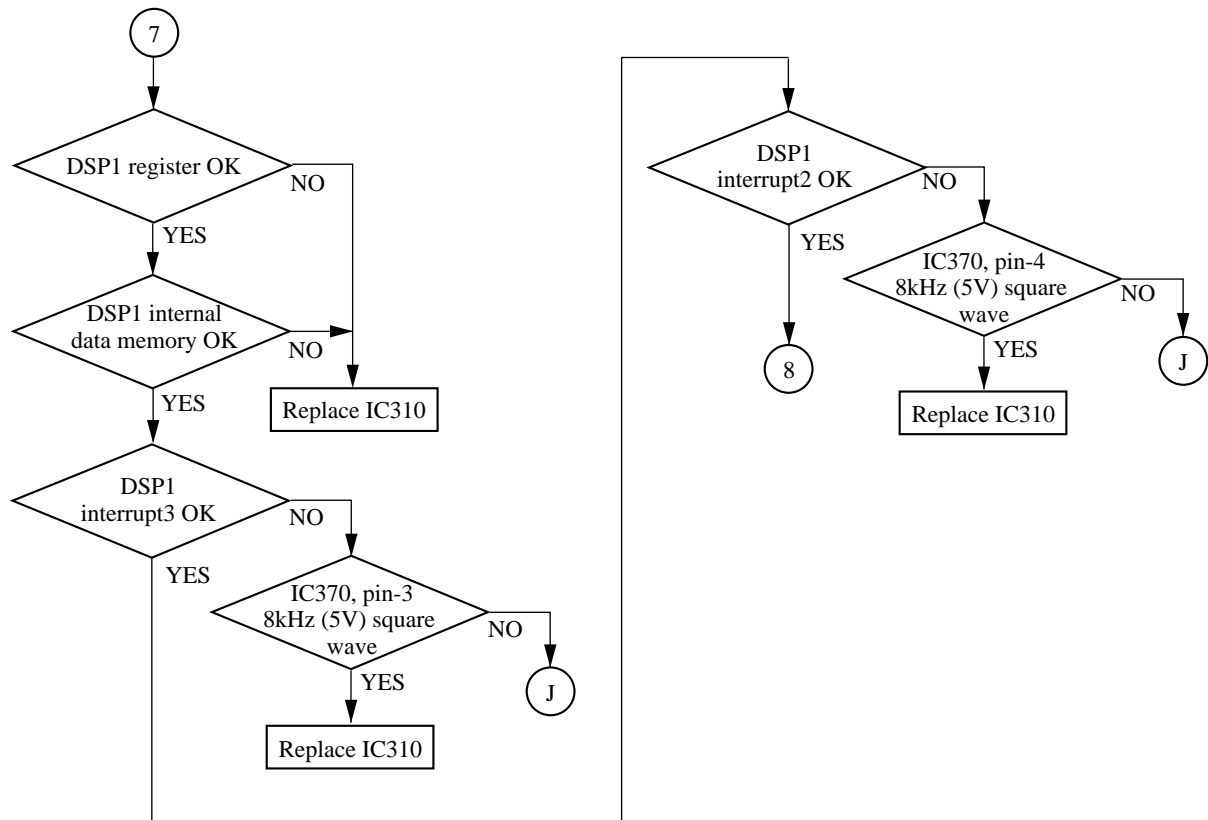 7
DSP1 register OK
NO
YES
DSP1 internal
data memory OK
NO
YES
Replace IC310
DSP1
interrupt3 OK
NO
YES
IC370, pin-3
8kHz (5V) square
wave
NO
YES
J
Replace IC310
DSP1
interrupt2 OK
NO
YES
8
IC370, pin-4
8kHz (5V) square
wave
NO
YES
J
Replace IC310